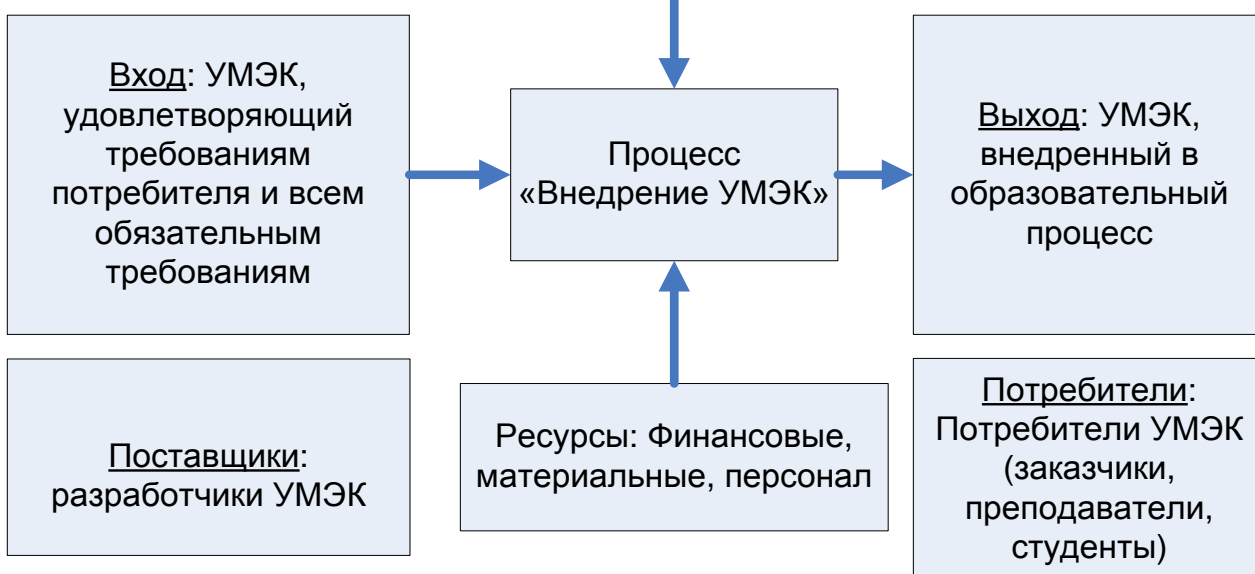 Вход: УМЭК,
удовлетворяющий
требованиям
потребителя и всем
обязательным
требованиям
Процесс
«Внедрение УМЭК»
Выход: УМЭК,
внедренный в
образовательный
процесс
Поставщики:
разработчики УМЭК
Ресурсы: Финансовые,
материальные, персонал
Потребители:
Потребители УМЭК
(заказчики,
преподаватели,
студенты)